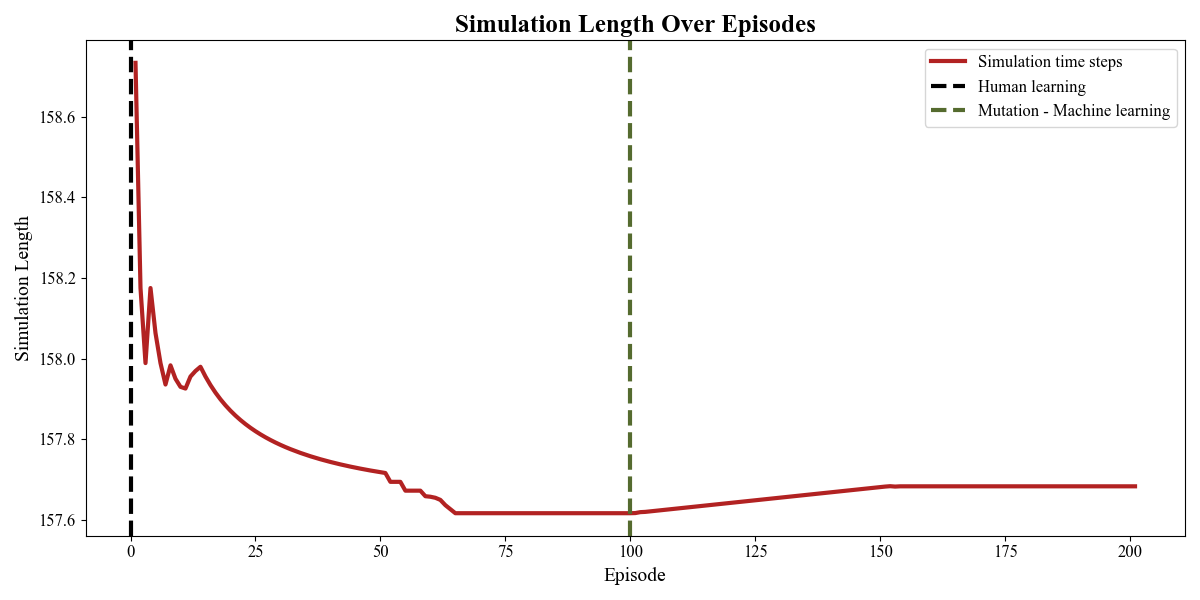 Simulation Length Over Episodes
Simulation time steps
Human learning
Mutation - Machine learning
Simulation Length
158.6
158.4
158.2
158.0
157.8
157.6
0 25 50 75 100 125 150 175 200
Episode